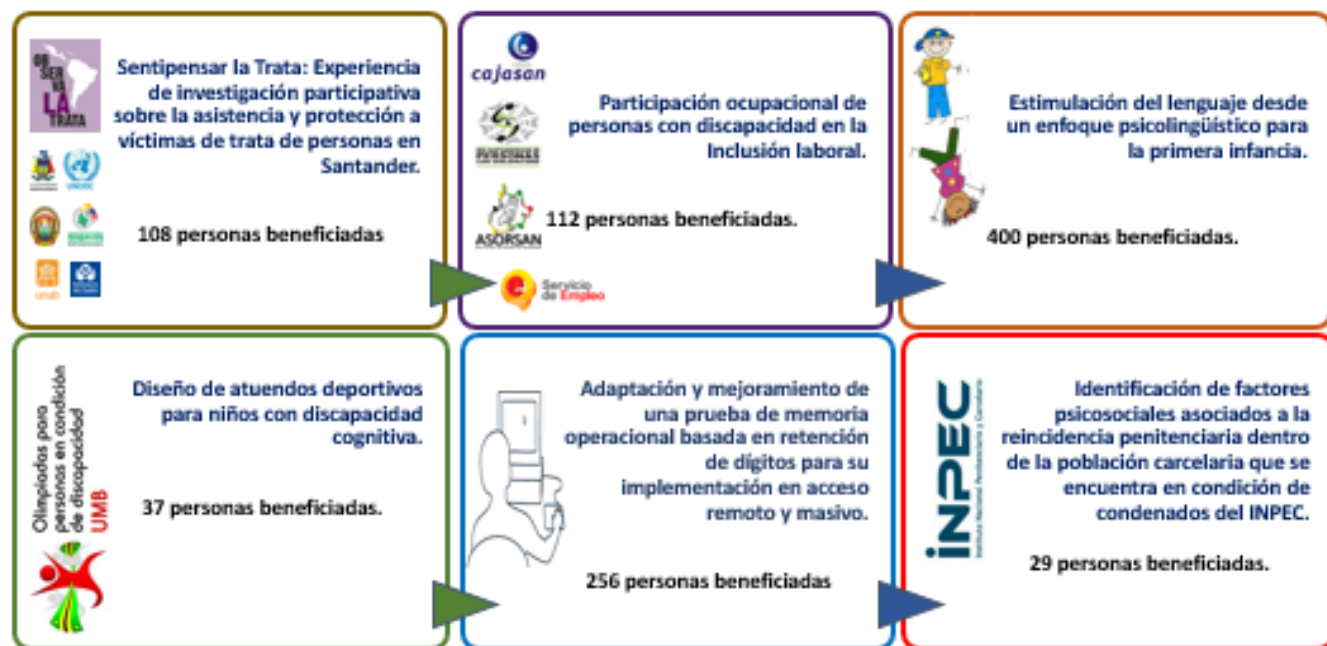 OB
SER
VA
LA
TRATA
Sentipensar la Trata: Experiencia
de investigación participativa
sobre la asistencia y protección a
víctimas de trata de personas en
Santander.
UNODC
unab
108 personas beneficiadas
cajasan
Participación ocupacional de
personas con discapacidad en la
Inclusión laboral.
ASORSAN
112 personas beneficiadas.
Servicio
de Empleo
Estimulación del lenguaje desde
un enfoque psicolingüístico para
la primera infancia.
400 personas beneficiadas.
Olimpiadas para
personas en condición
de discapacidad
UMB
Diseño de atuendos deportivos
para niños con discapacidad
cognitiva.
37 personas beneficiadas.
Adaptación y mejoramiento de
una prueba de memoria
operacional basada en retención
de dígitos para su
implementación en acceso
remoto y masivo.
256 personas beneficiadas
INPEC
Instituto Nacional Penitenciario y Carcelario
Identificación de factores
psicosociales asociados a la
reincidencia penitenciaria dentro
de la población carcelaria que se
encuentra en condición de
condenados del INPEC.
29 personas beneficiadas.